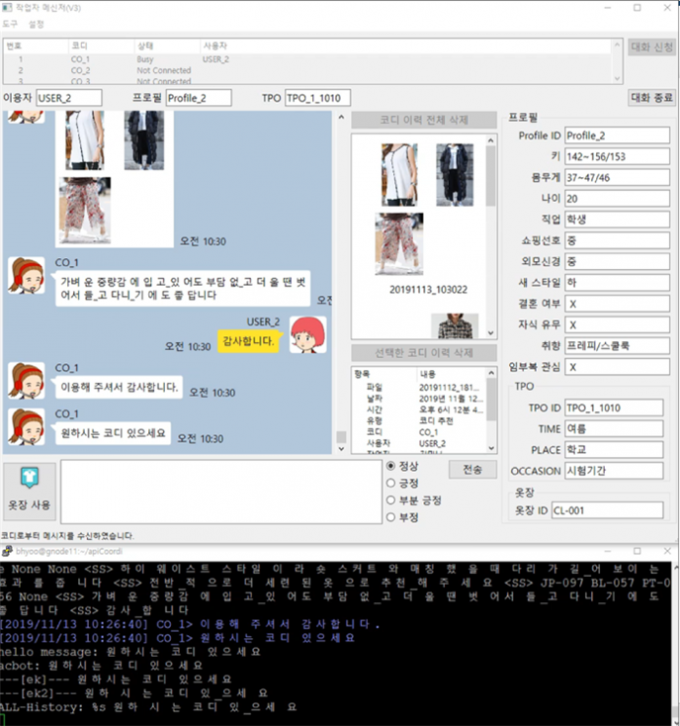 작업자 메신저(V3)
도구 설정
번호 코디 상태 사용자
1 CO_1 Busy USER_2
2 CO_2 Not Connected
3 CO_3 Not Connected
대화 신청
이용자 USER_2 프로필 Profile_2 TPO TPO_1_1010 대화 종료
오전 10:30
CO_1
가벼 운 중량감 에 입 고_있 어도 부담 없_고 더 울 땐 벗
어서 들_고 다니_기 에 도 좋 답니다
오전
USER_2
오전 10:30 감사합니다.
CO_1
이용해 주셔서 감사합니다. 오전 10:30
CO_1
원하시는 코디 있으세요 오전 10:30
코디 이력 전체 삭제
20191113_103022
선택한 코디 이력 삭제
항목 내용
파일 20191112_181...
날짜 2019년 11월 12...
시간 오후 6시 12분 4...
유형 코디 추천
코디 CO_1
사용자 USER_2
프로필
Profile ID Profile_2
키 142~156/153
몸무게 37~47/46
나이 20
직업 학생
쇼핑선호 중
외모신경 중
새 스타일 하
결혼 여부 X
자식 유무 X
취향 프레피/스쿨룩
임부복 관심 X
TPO
TPO ID TPO_1_1010
TIME 여름
PLACE 학교
OCCASION 시험기간
옷장
옷장 ID CL-001
옷장 사용
정상
긍정
부분 긍정
부정
전송
코디로부터 메시지를 수신하였습니다.
bhyoo@gnode11:~/apiCoordi
e None None <SS> 하이 웨이스트 스타일 이 라 숏 스커트 와 매칭 했 을 때 다리 가 길_어 보이 는
효과 를 줍 니다 <SS> 전반_적 으로 더 세련 된 옷 으로 추천_해 주 세 요 <SS> JP-097 BL-057 PT-0
56 None <SS> 가벼 운 중량감 에 입 고_있 어도 부담 없_고 더 울 땐 벗 어서 들_고 다니_기 에 도
좋 답니다 <SS> 감사_합 니다
[2019/11/13 10:26:40] CO_1> 이용해 주셔서 감사합니다.
[2019/11/13 10:26:40] CO_1> 원하시는 코디 있으세요
hello message: 원하시는 코디 있으세요
acbot: 원하시는 코디 있으세요
---[ek]--- 원하시는 코디 있으세요
---[ek2]--- 원하 시 는 코디 있_으세 요
ALL-History: %s 원하 시 는 코디 있_으세 요